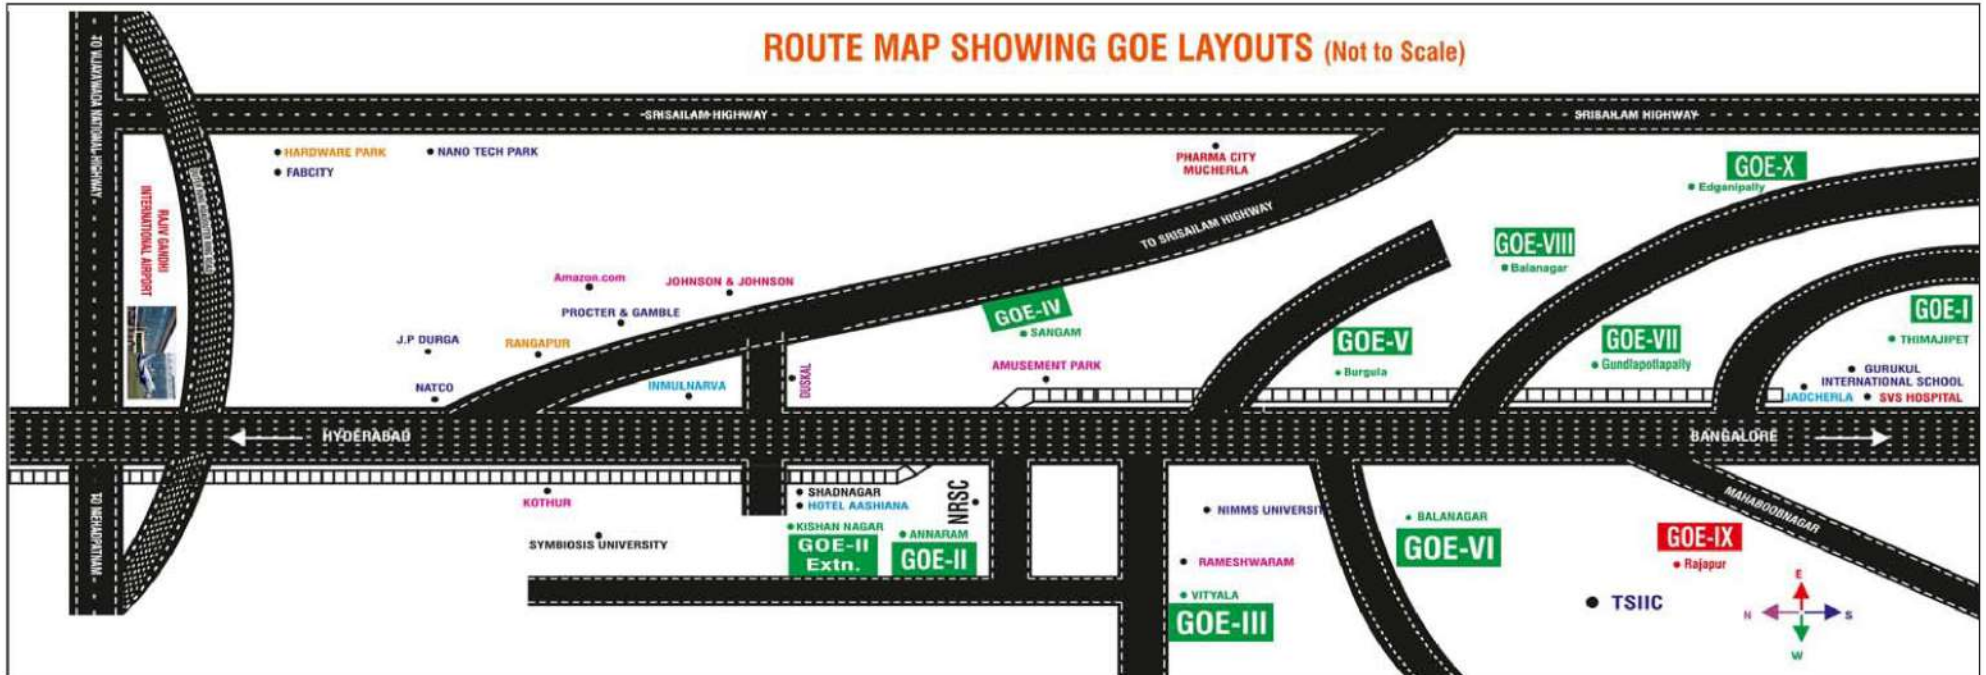 ROUTE MAP SHOWING GOE LAYOUTS (Not to Scale)
TO VIJAYAWADA NATIONAL HIGHWAY
SRISAILAM HIGHWAY
SRISAILAM HIGHWAY
HARDWARE PARK
NANO TECH PARK
FABCITY
PHARMA CITY
MUCHERLA
GOE-X
Edganipally
RAJIV GANDHI
INTERNATIONAL AIRPORT
TO SRISAILAM HIGHWAY
GOE-VIII
Balanagar
Amazon.com
JOHNSON & JOHNSON
PROCTER & GAMBLE
GOE-IV
SANGAM
GOE-I
THIMAJIPET
J.P DURGA
RANGAPUR
GOE-V
Burgula
GOE-VII
Gundlapotlapally
AMUSEMENT PARK
NATCO
INMULNARVA
DUSKAL
GURUKUL
INTERNATIONAL SCHOOL
JADCHERLA
SVS HOSPITAL
HYDERABAD
BANGALORE
TO MEHADPATNAM
KOTHUR
SHADNAGAR
HOTEL AASHIANA
NRSC
NIMMS UNIVERSIT
MAHABOOBNAGAR
SYMBIOSIS UNIVERSITY
KISHAN NAGAR
GOE-II
Extn.
ANNARAM
GOE-II
BALANAGAR
GOE-VI
GOE-IX
Rajapur
RAMESHWARAM
VITYALA
GOE-III
TSIIC
E
N
S
W